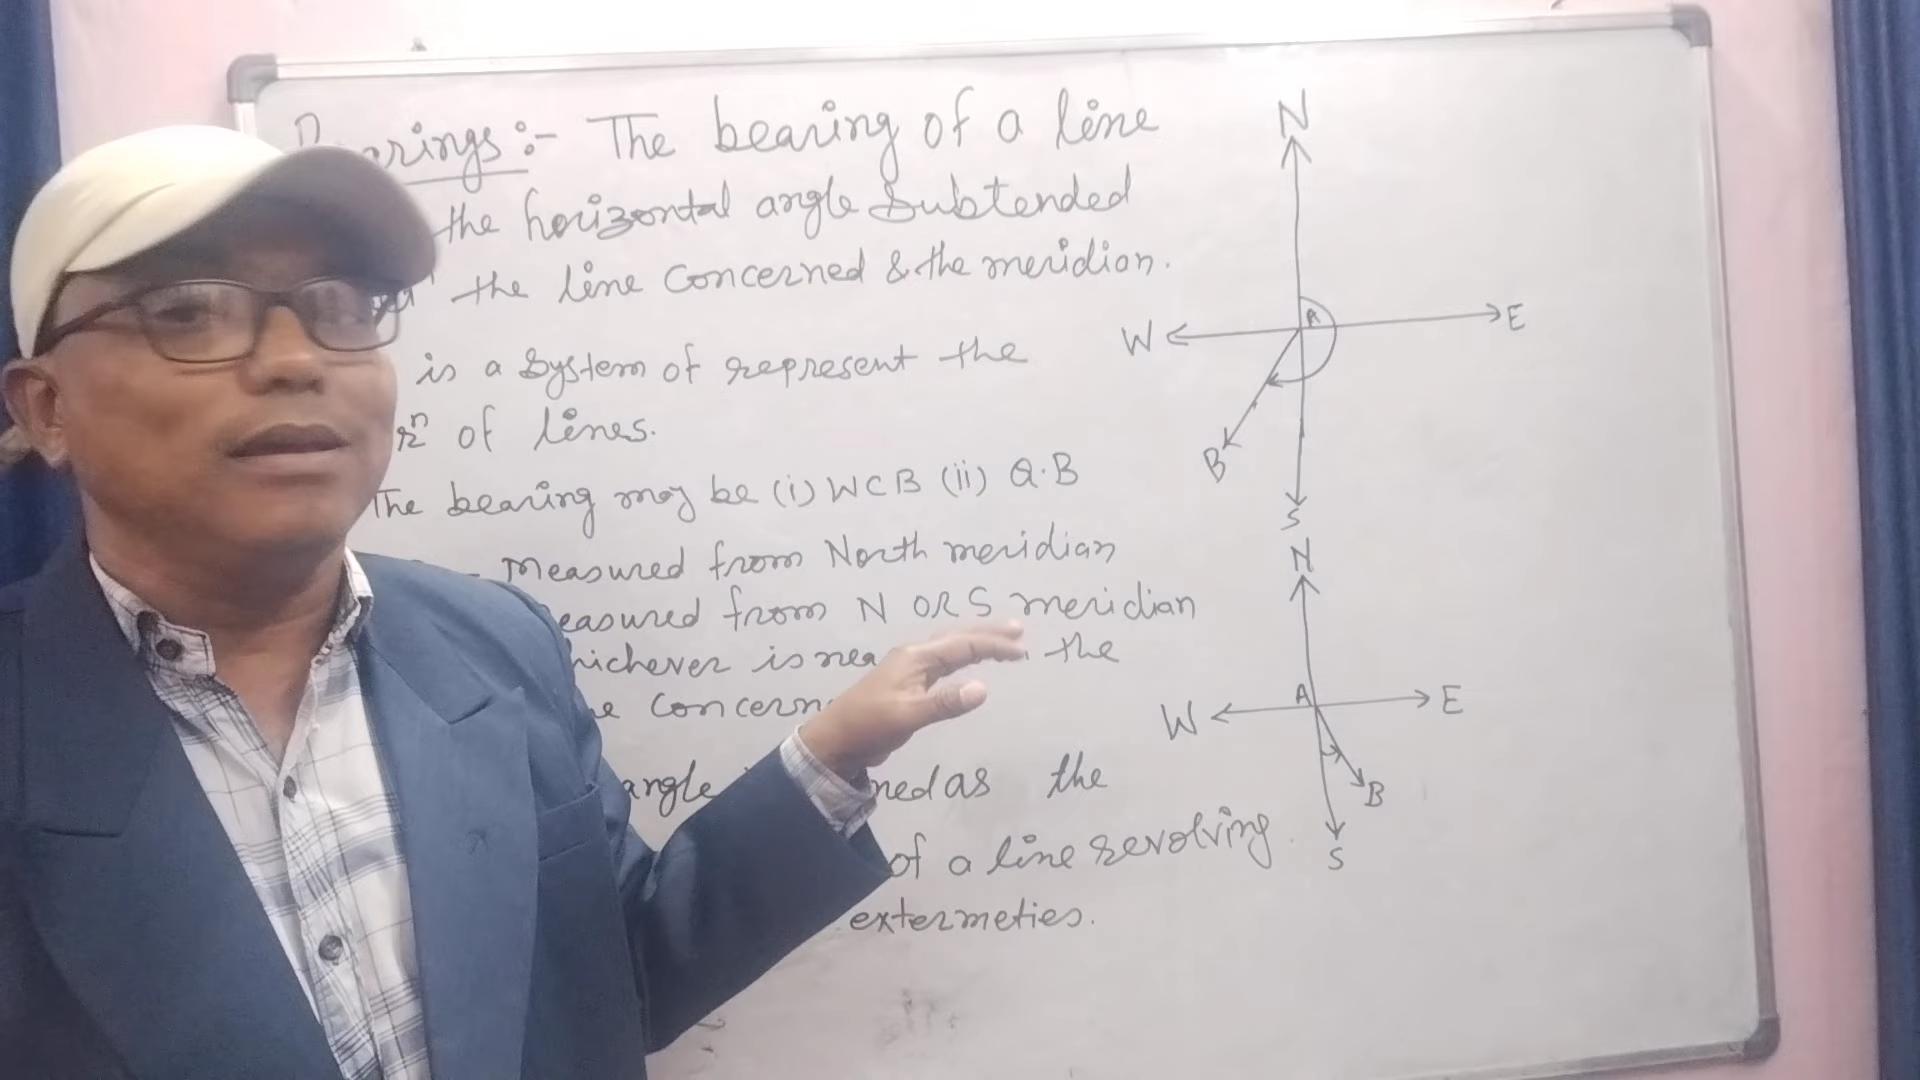 :- The bearing of a line
the horizontal angle subtended
the line concerned & the meridian.
is a system of represent the
of lines.
The bearing may be (i) WCB (ii) Q.B
- Measured from North meridian
easured from N OR S meridian
hichever is nea the
e concern
angle ned as the
of a line revolving
extermeties.
N
W
E
A
B
S
N
A
W
E
B
S